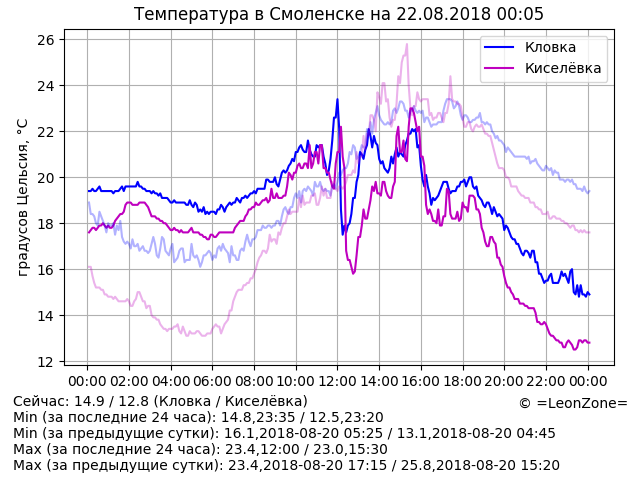 Температура в Смоленске на 22.08.2018 00:05
Кловка
Киселёвка
градусов Цельсия, °C
26
24
22
20
18
16
14
12
00:00 02:00 04:00 06:00 08:00 10:00 12:00 14:00 16:00 18:00 20:00 22:00 00:00
Сейчас: 14.9 / 12.8 (Кловка / Киселёвка)
© =LeonZone=
Min (за последние 24 часа): 14.8,23:35 / 12.5,23:20
Min (за предыдущие сутки): 16.1,2018-08-20 05:25 / 13.1,2018-08-20 04:45
Max (за последние 24 часа): 23.4,12:00 / 23.0,15:30
Max (за предыдущие сутки): 23.4,2018-08-20 17:15 / 25.8,2018-08-20 15:20